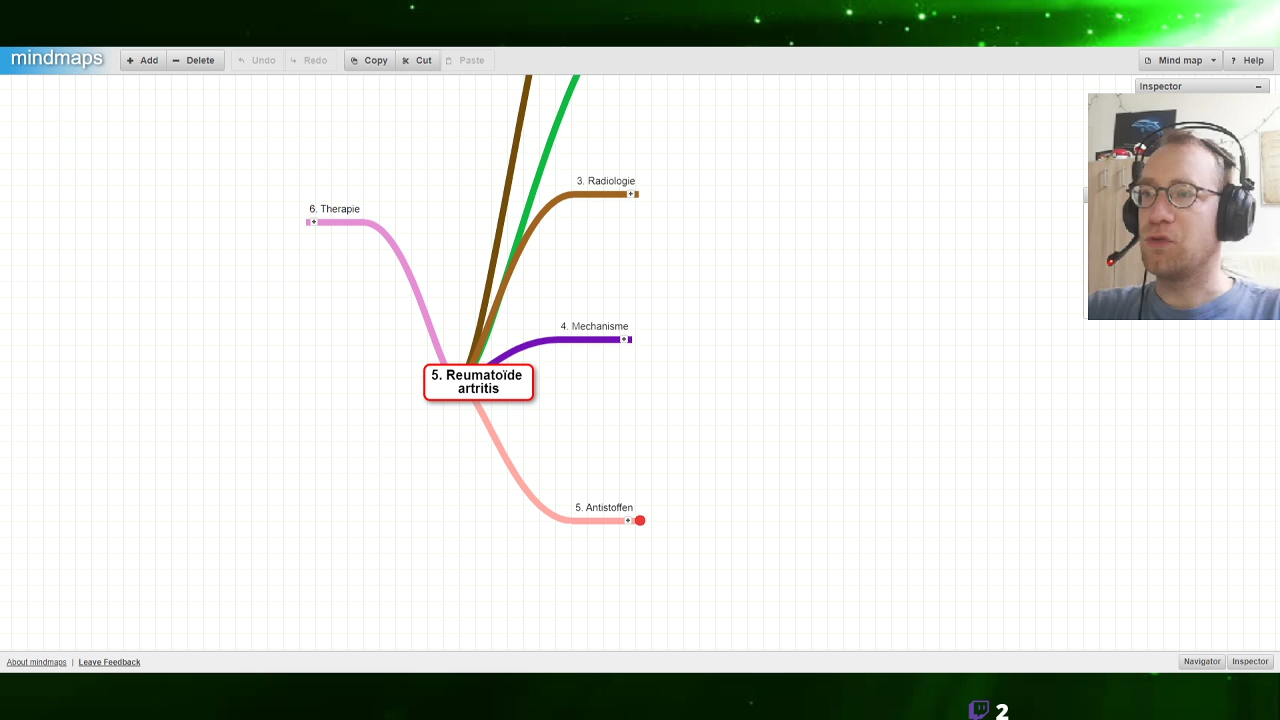 mindmaps
Add Delete Undo Redo Copy Cut Paste Mind map ? Help
Inspector
3. Radiologie
6. Therapie
4. Mechanisme
5. Reumatoïde
artritis
5. Antistoffen
About mindmaps | Leave Feedback
Navigator Inspector
2